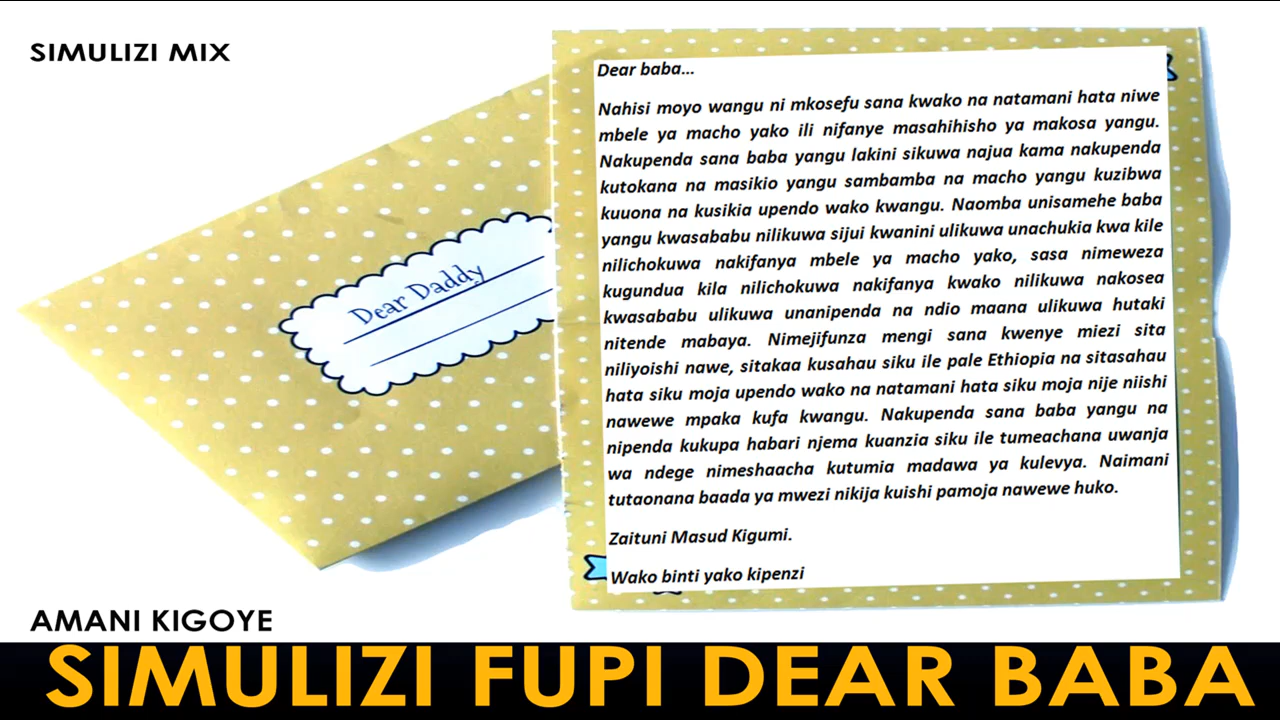 SIMULIZI MIX
Dear Daddy
Dear baba...
Nahisi moyo wangu ni mkosefu sana kwako na natamani hata niwe
mbele ya macho yako ili nifanye masahihisho ya makosa yangu.
Nakupenda sana baba yangu lakini sikuwa najua kama nakupenda
kutokana na masikio yangu sambamba na macho yangu kuzibwa
kuuona na kusikia upendo wako kwangu. Naomba unisamehe baba
yangu kwasababu nilikuwa sijui kwanini ulikuwa unachukia kwa kile
nilichokuwa nakifanya mbele ya macho yako, sasa nimeweza
kugundua kila nilichokuwa nakifanya kwako nilikuwa nakosea
kwasababu ulikuwa unanipenda na ndio maana ulikuwa hutaki
nitende mabaya. Nimejifunza mengi sana kwenye miezi sita
niliyoishi nawe, sitakaa kusahau siku ile pale Ethiopia na sitasahau
hata siku moja upendo wako na natamani hata siku moja nije niishi
nawewe mpaka kufa kwangu. Nakupenda sana baba yangu na
nipenda kukupa habari njema kuanzia siku ile tumeachana uwanja
wa ndege nimeshaacha kutumia madawa ya kulevya. Naimani
tutaonana baada ya mwezi nikija kuishi pamoja nawewe huko.
Zaituni Masud Kigumi.
Wako binti yako kipenzi
AMANI KIGOYE
SIMULIZI FUPI DEAR BABA